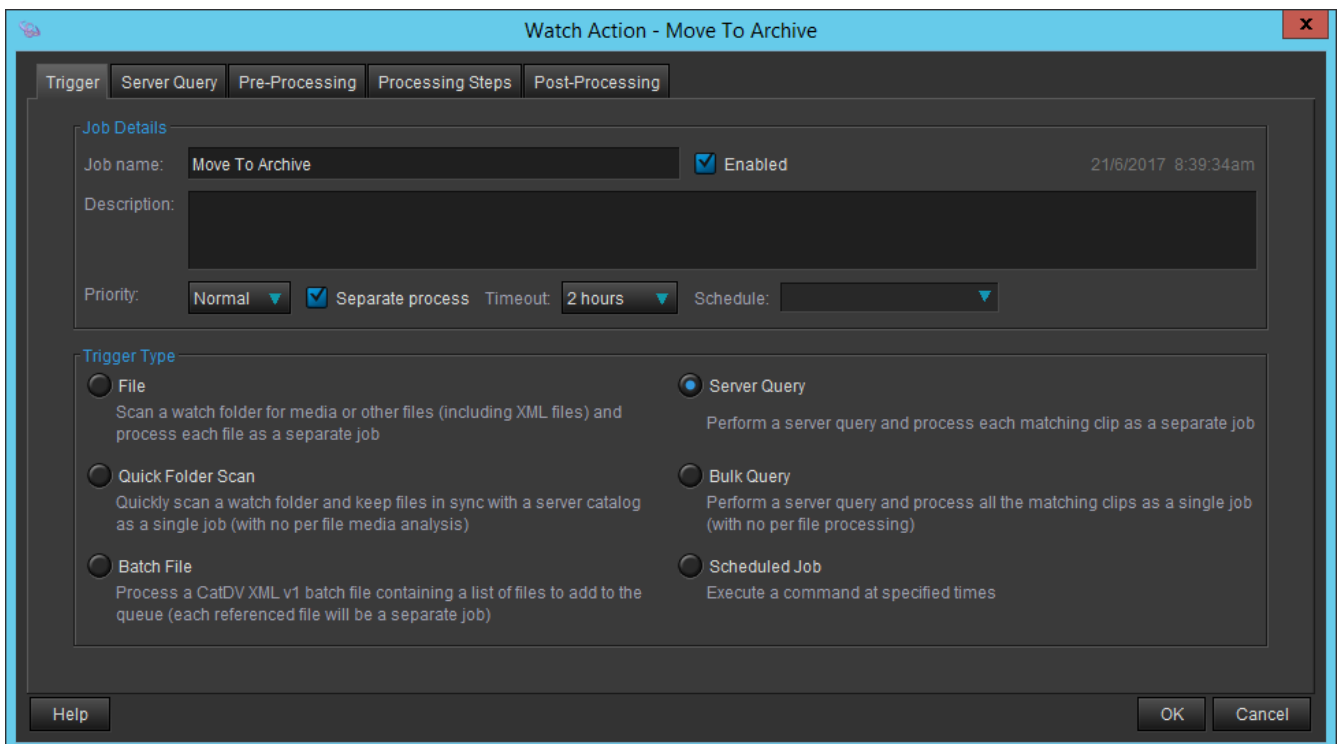 Watch Action - Move To Archive
x
Trigger Server Query Pre-Processing Processing Steps Post-Processing
Job Details
Job name: Move To Archive Enabled 21/6/2017 8:39:34am
Description:
Priority: Normal Separate process Timeout: 2 hours Schedule:
Trigger Type
File
Scan a watch folder for media or other files (including XML files) and
process each file as a separate job
Server Query
Perform a server query and process each matching clip as a separate job
Quick Folder Scan
Quickly scan a watch folder and keep files in sync with a server catalog
as a single job (with no per file media analysis)
Bulk Query
Perform a server query and process all the matching clips as a single job
(with no per file processing)
Batch File
Process a CatDV XML v1 batch file containing a list of files to add to the
queue (each referenced file will be a separate job)
Scheduled Job
Execute a command at specified times
Help OK Cancel